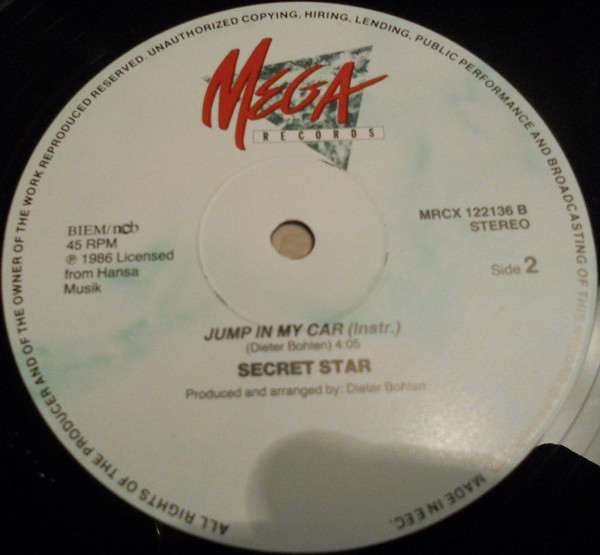 ALL RIGHTS OF THE PRODUCER AND OF THE OWNER OF THE WORK REPRODUCED RESERVED. UNAUTHORIZED COPYING, HIRING, LENDING, PUBLIC PERFORMANCE AND BROADCASTING OF THIS RECORD
MEGA
RECORDS
BIEM/ncb
45 RPM
℗ 1986 Licensed
from Hansa
Musik
MRCX 122136 B
STEREO
Side 2
JUMP IN MY CAR (Instr.)
(Dieter Bohlen) 4:05
SECRET STAR
Produced and arranged by: Dieter Bohlen
MADE IN EEC.